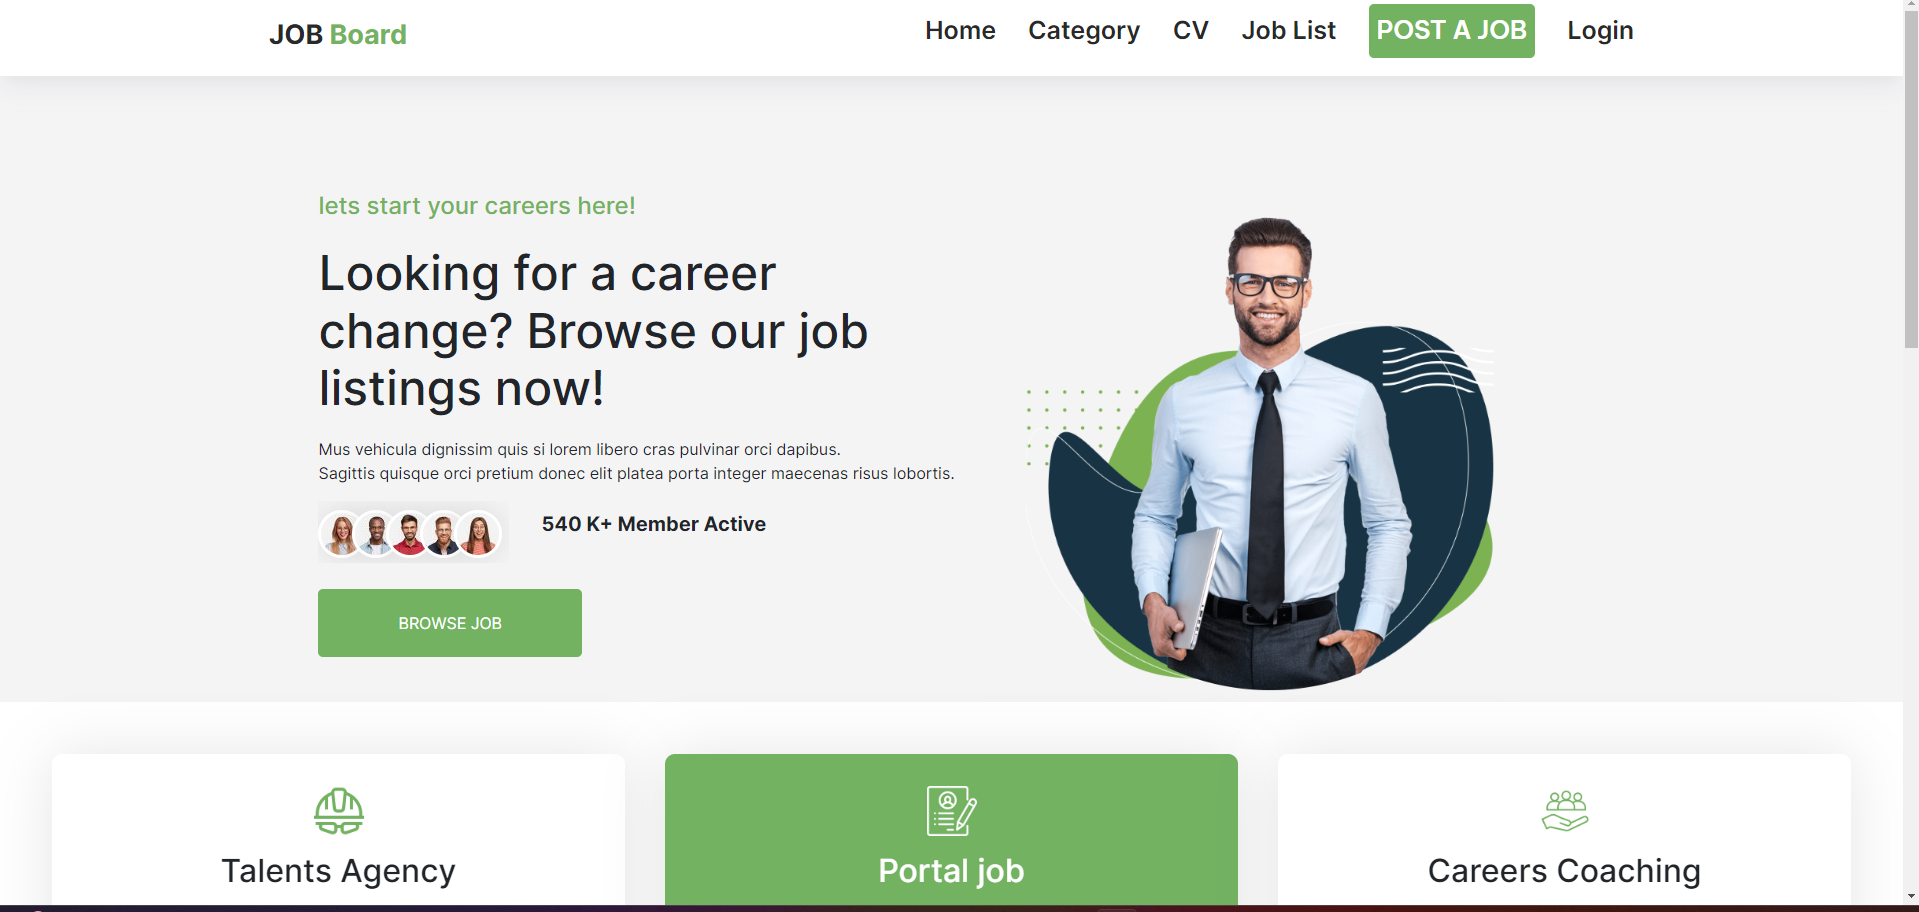 JOB Board
Home Category CV Job List POST A JOB Login
lets start your careers here!
Looking for a career
change? Browse our job
listings now!
Mus vehicula dignissim quis si lorem libero cras pulvinar orci dapibus.
Sagittis quisque orci pretium donec elit platea porta integer maecenas risus lobortis.
540 K+ Member Active
BROWSE JOB
Talents Agency
Portal job
Careers Coaching